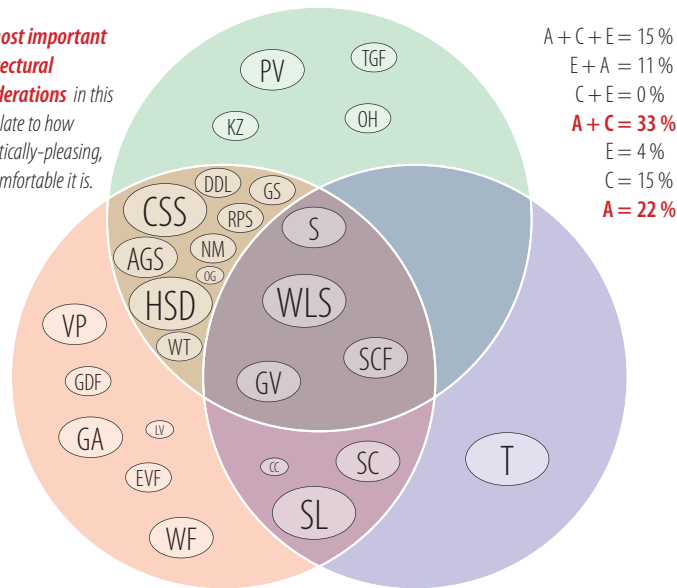 most important
ectural
derations in this
late to how
tically-pleasing,
omfortable it is.
A + C + E = 15 %
E + A = 11 %
C + E = 0 %
A + C = 33 %
E = 4 %
C = 15 %
A = 22 %
PV
TGF
KZ
OH
DDL
GS
CSS
RPS
S
AGS
NM
OG
HSD
WLS
WT
VP
SCF
GDF
GV
GA
LV
CC
SC
T
EVF
SL
WF